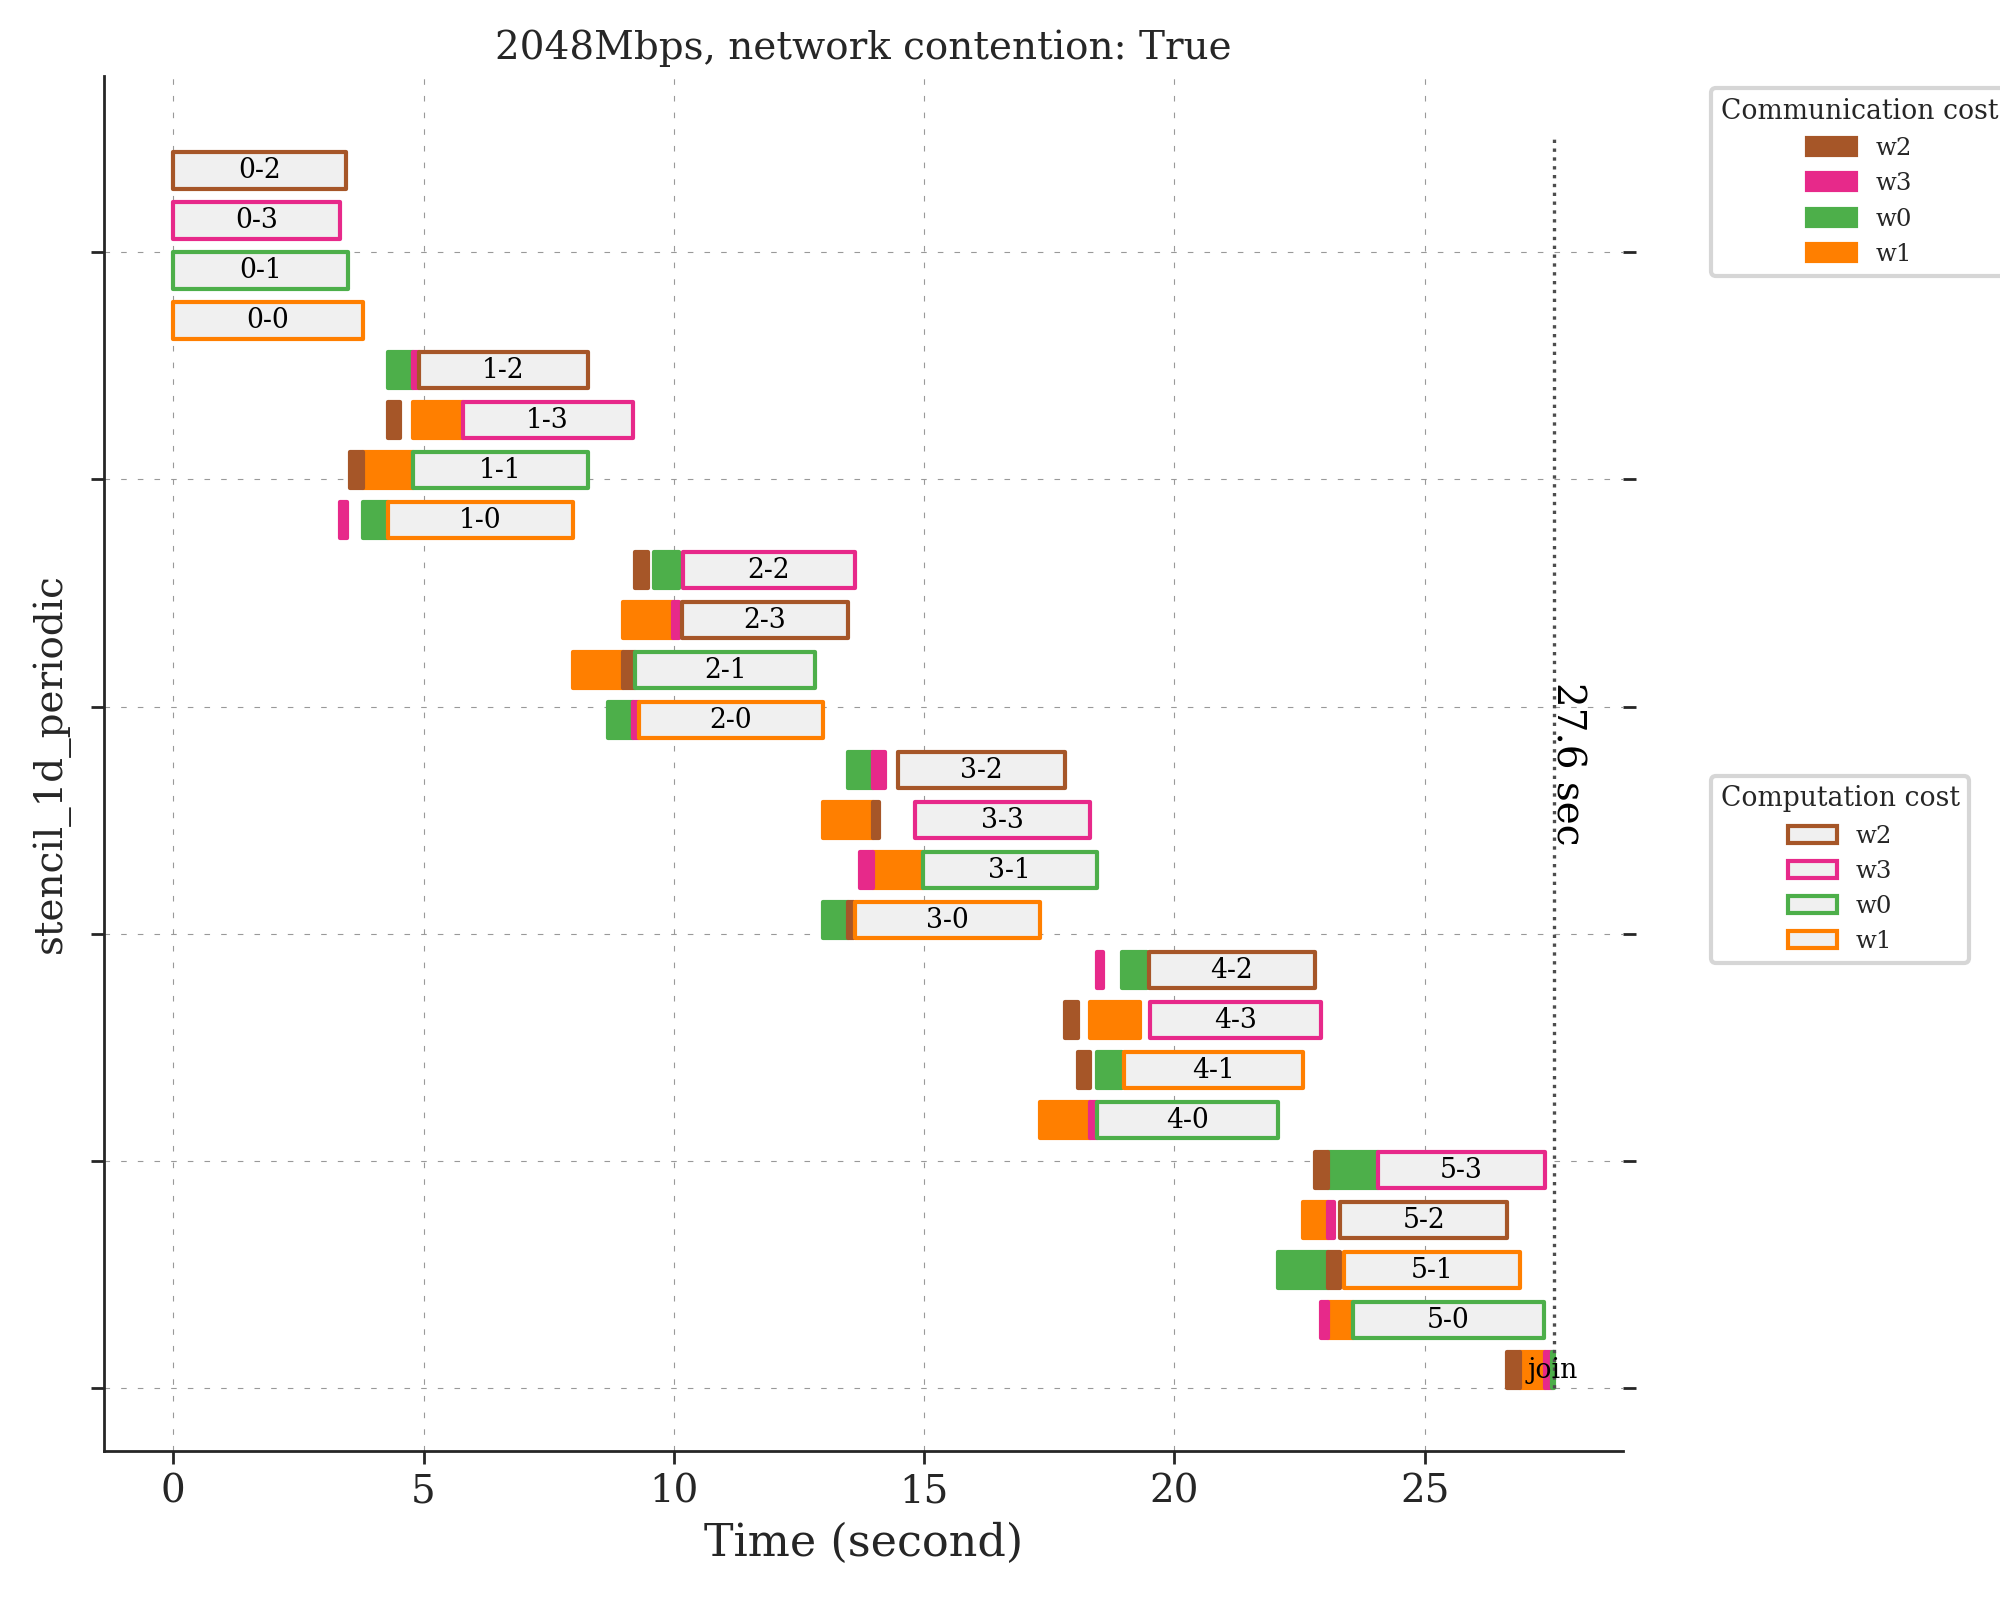 2048Mbps, network contention: True
Communication cost
w2
w3
w0
w1
0-2
0-3
0-1
0-0
1-2
1-3
1-1
1-0
2-2
2-3
2-1
2-0
3-2
3-3
3-1
3-0
4-2
4-3
4-1
4-0
5-3
5-2
5-1
5-0
join
27.6 sec
Computation cost
w2
w3
w0
w1
stencil_1d_periodic
0
5
10
15
20
25
Time (second)